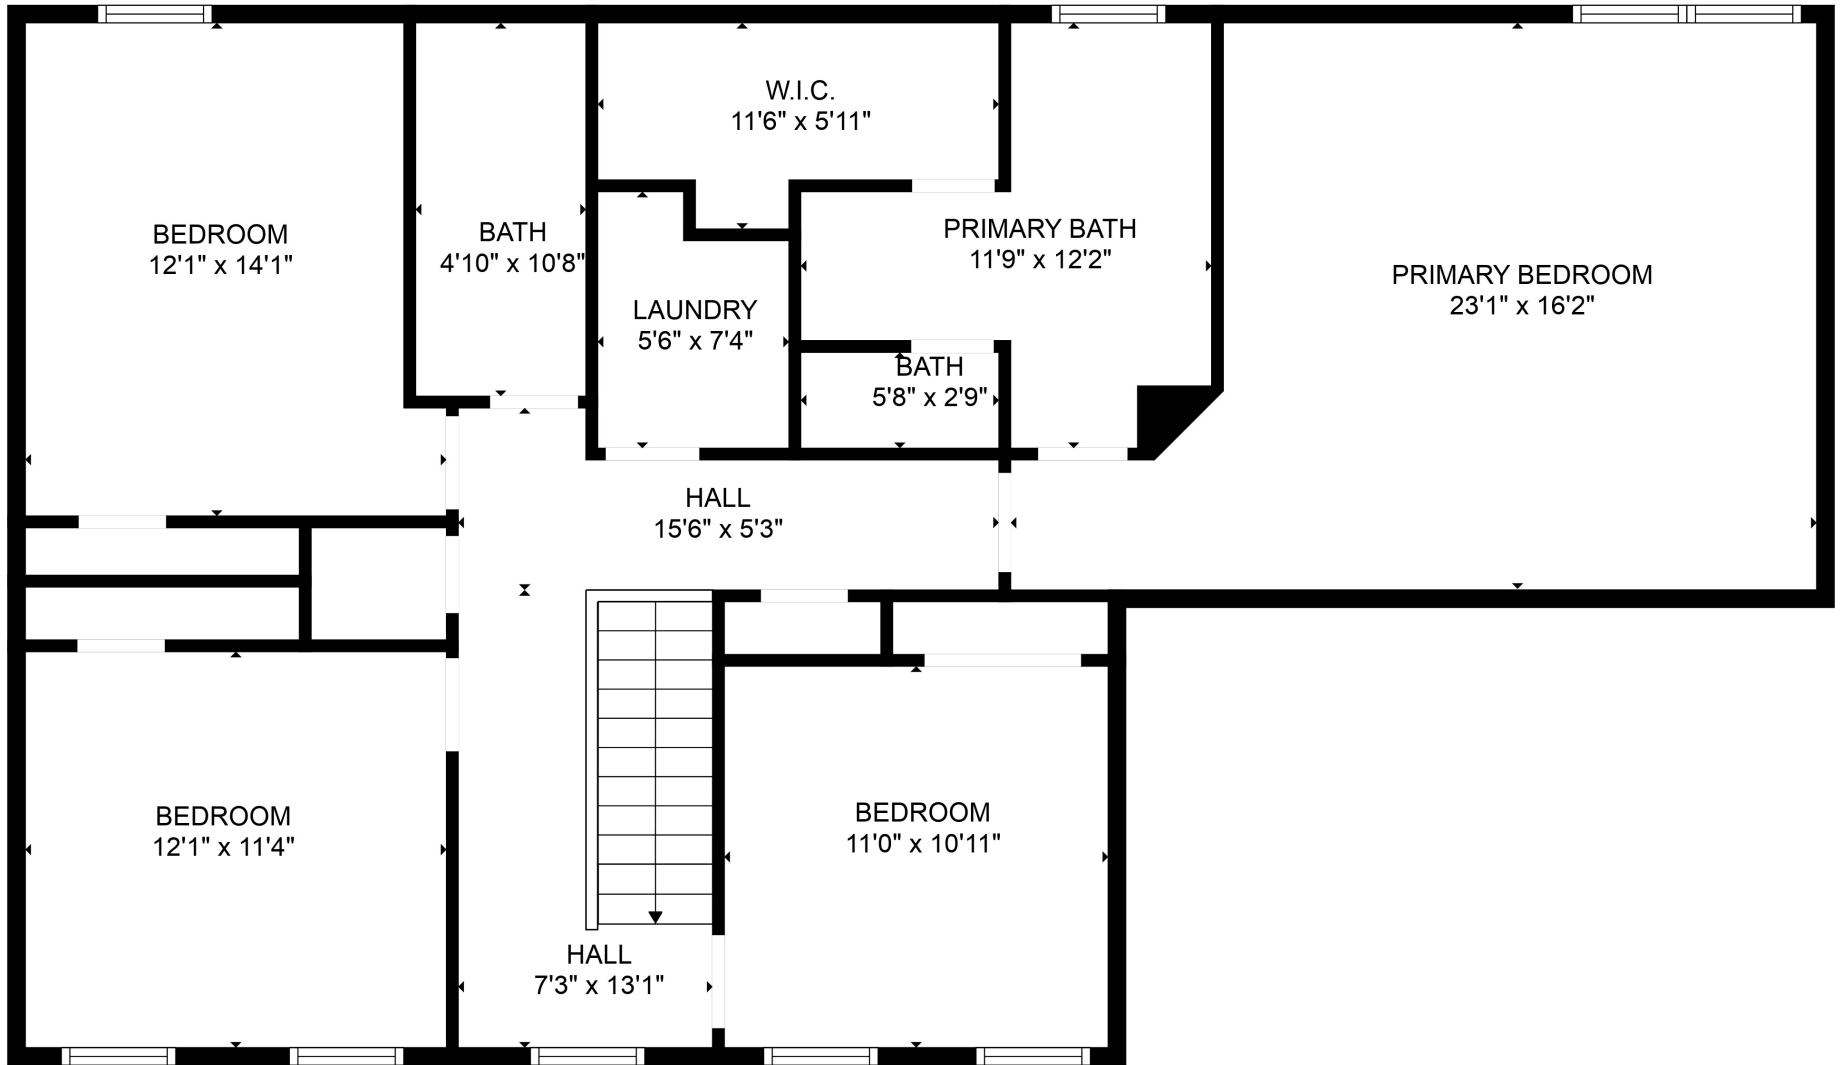 W.I.C.
11'6" x 5'11"
BEDROOM
12'1" x 14'1"
BATH
4'10" x 10'8"
PRIMARY BATH
11'9" x 12'2"
PRIMARY BEDROOM
23'1" x 16'2"
LAUNDRY
5'6" x 7'4"
BATH
5'8" x 2'9"
HALL
15'6" x 5'3"
BEDROOM
12'1" x 11'4"
BEDROOM
11'0" x 10'11"
HALL
7'3" x 13'1"